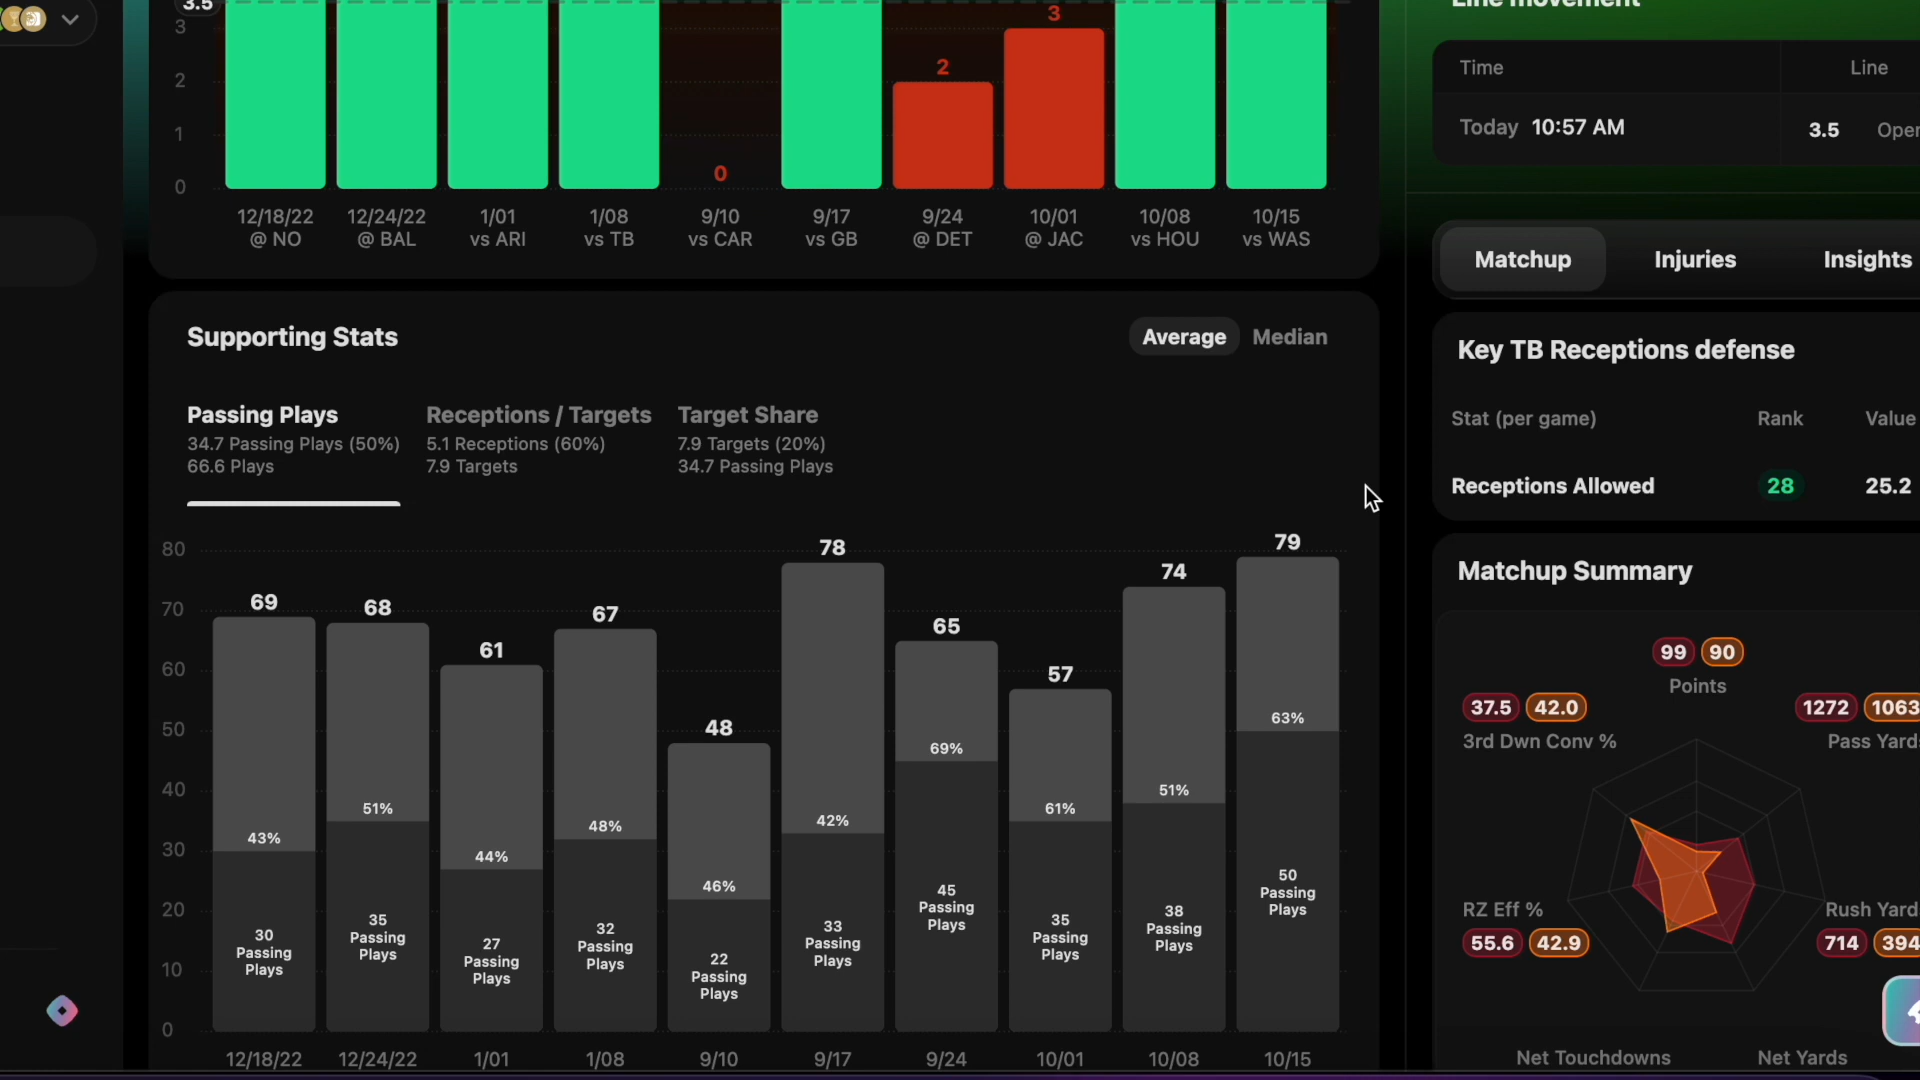 3.5
3
2
1
0
2
3
0
12/18/22
@ NO
12/24/22
@ BAL
1/01
vs ARI
1/08
vs TB
9/10
vs CAR
9/17
vs GB
9/24
@ DET
10/01
@ JAC
10/08
vs HOU
10/15
vs WAS
Supporting Stats
Average
Median
Passing Plays
34.7 Passing Plays (50%)
66.6 Plays
Receptions / Targets
5.1 Receptions (60%)
7.9 Targets
Target Share
7.9 Targets (20%)
34.7 Passing Plays
80
70
60
50
40
30
20
10
0
69
43%
30
Passing
Plays
68
51%
35
Passing
Plays
61
44%
27
Passing
Plays
67
48%
32
Passing
Plays
48
46%
22
Passing
Plays
78
42%
33
Passing
Plays
65
69%
45
Passing
Plays
57
61%
35
Passing
Plays
74
51%
38
Passing
Plays
79
63%
50
Passing
Plays
12/18/22
12/24/22
1/01
1/08
9/10
9/17
9/24
10/01
10/08
10/15
Line movement
Time Line
Today 10:57 AM 3.5 Oper
Matchup Injuries Insights
Key TB Receptions defense
Stat (per game) Rank Value
Receptions Allowed 28 25.2
Matchup Summary
99 90
Points
37.5 42.0
3rd Dwn Conv %
1272 1063
Pass Yards
RZ Eff %
55.6 42.9
Rush Yards
714 394
Net Touchdowns
Net Yards